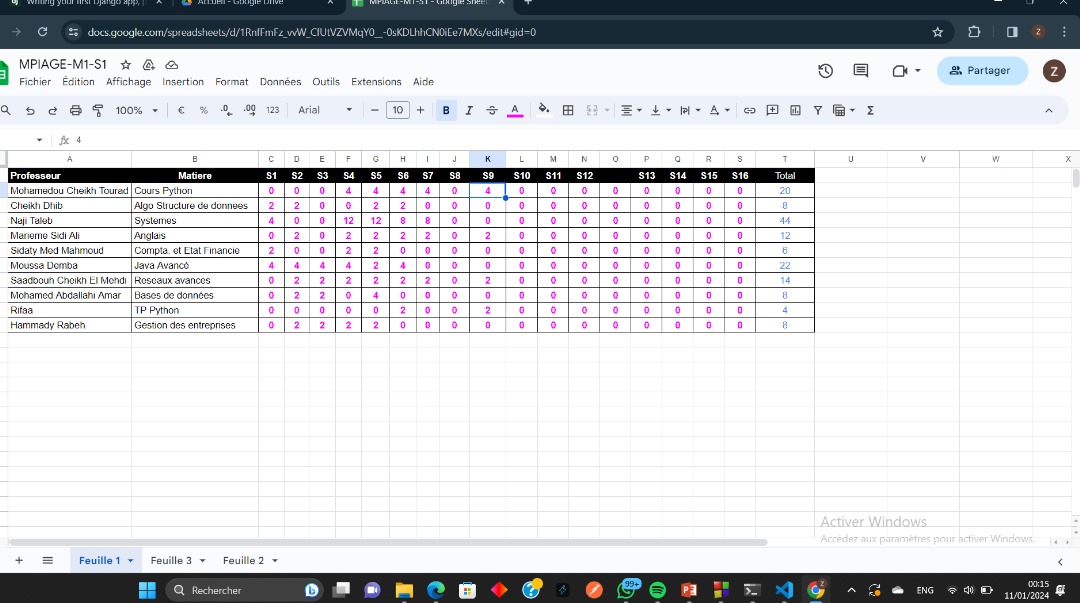 Writing your first Django app, Accueil - Google Drive MPIAGE-M1-S1 - Google Sheet
docs.google.com/spreadsheets/d/1RnfFmFz_vvW_CfUtVZVMqY0__-0sKDLhhCN0iEe7MXs/edit#gid=0
MPIAGE-M1-S1
Partager Z
Fichier Édition Affichage Insertion Format Données Outils Extensions Aide
100% € % .0 .00 123 Arial 10 B I S A Σ
fx 4
A B C D E F G H I J K L M N O P Q R S T U V W X
Professeur Matiere S1 S2 S3 S4 S5 S6 S7 S8 S9 S10 S11 S12 S13 S14 S15 S16 Total
Mohamedou Cheikh Tourad Cours Python 0 0 0 4 4 4 4 0 4 0 0 0 0 0 0 0 0 20
Cheikh Dhib Algo Structure de donnees 2 2 0 0 2 2 0 0 0 0 0 0 0 0 0 0 0 8
Naji Taleb Systemes 4 0 0 12 12 8 8 0 0 0 0 0 0 0 0 0 0 44
Marieme Sidi Ali Anglais 0 2 0 2 2 2 2 0 2 0 0 0 0 0 0 0 0 12
Sidaty Med Mahmoud Compta. et Etat Financie 2 0 0 2 2 0 0 0 0 0 0 0 0 0 0 0 0 6
Moussa Demba Java Avancé 4 4 4 4 2 4 0 0 0 0 0 0 0 0 0 0 0 22
Saadbouh Cheikh El Mehdi Reseaux avances 0 2 2 2 2 2 2 0 2 0 0 0 0 0 0 0 0 14
Mohamed Abdallahi Amar Bases de données 0 2 2 0 4 0 0 0 0 0 0 0 0 0 0 0 0 8
Rifaa TP Python 0 0 0 0 0 2 0 0 2 0 0 0 0 0 0 0 0 4
Hammady Rabeh Gestion des entreprises 0 2 2 2 2 0 0 0 0 0 0 0 0 0 0 0 0 8
Activer Windows
Accédez aux paramètres pour activer Windows.
Feuille 1 Feuille 3 Feuille 2
Rechercher 99+ ENG 00:15
11/01/2024